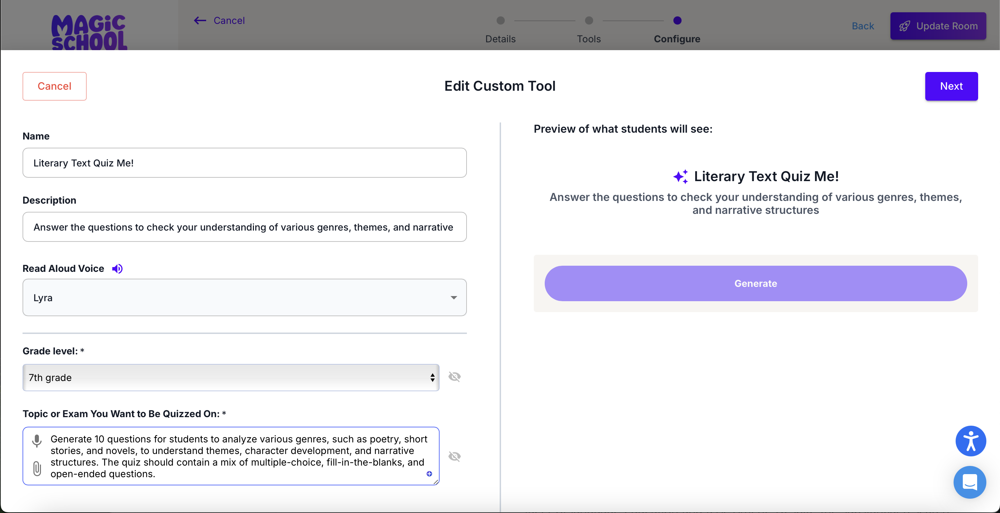 MAGIC SCHOOL
Cancel
Details
Tools
Configure
Back
Update Room
Cancel
Edit Custom Tool
Next
Name
Literary Text Quiz Me!
Description
Answer the questions to check your understanding of various genres, themes, and narrative
Read Aloud Voice
Lyra
Grade level: *
7th grade
Topic or Exam You Want to Be Quizzed On: *
Generate 10 questions for students to analyze various genres, such as poetry, short
stories, and novels, to understand themes, character development, and narrative
structures. The quiz should contain a mix of multiple-choice, fill-in-the-blanks, and
open-ended questions.
Preview of what students will see:
Literary Text Quiz Me!
Answer the questions to check your understanding of various genres, themes,
and narrative structures
Generate